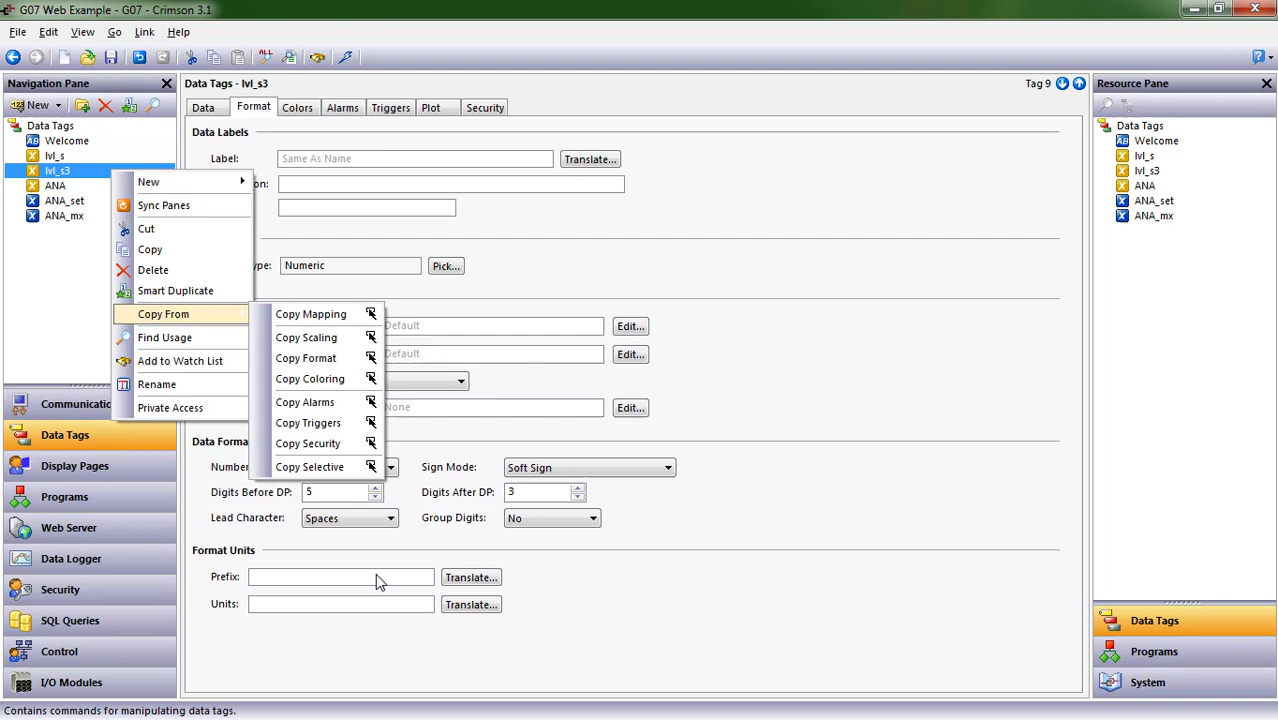 G07 Web Example - G07 - Crimson 3.1
File Edit View Go Link Help
ALL
Navigation Pane
New
Data Tags
Welcome
lvl_s
lvl_s3
ANA
ANA_set
ANA_mx
Communicatio
Data Tags
Display Pages
Programs
Web Server
Data Logger
Security
SQL Queries
Control
I/O Modules
New
Sync Panes
Cut
Copy
Delete
Smart Duplicate
Copy From
Find Usage
Add to Watch List
Rename
Private Access
Copy Mapping
Copy Scaling
Copy Format
Copy Coloring
Copy Alarms
Copy Triggers
Copy Security
Copy Selective
Data Tags - lvl_s3
Tag 9
Data Format Colors Alarms Triggers Plot Security
Data Labels
Label: Same As Name Translate...
on:
ype: Numeric Pick...
Default Edit...
Default Edit...
None Edit...
Data Forma
Number Sign Mode: Soft Sign
Digits Before DP: 5 Digits After DP: 3
Lead Character: Spaces Group Digits: No
Format Units
Prefix: Translate...
Units: Translate...
Resource Pane
Data Tags
Welcome
lvl_s
lvl_s3
ANA
ANA_set
ANA_mx
Data Tags
Programs
System
Contains commands for manipulating data tags.